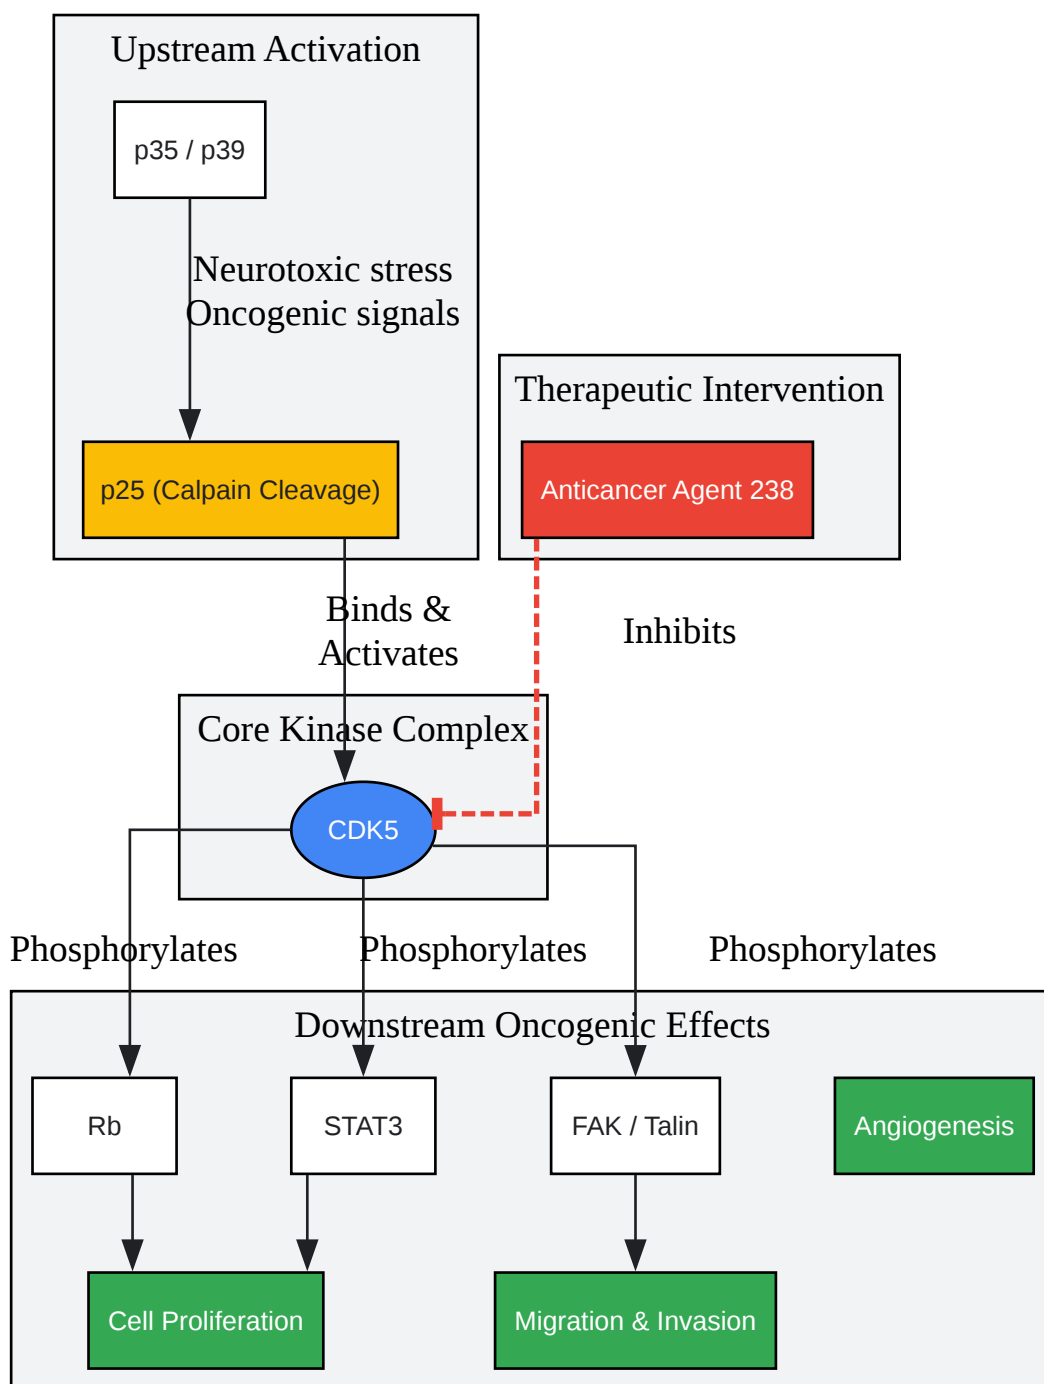 Upstream Activation
p35 / p39
Neurotoxic stress
Oncogenic signals
Therapeutic Intervention
p25 (Calpain Cleavage)
Anticancer Agent 238
Binds &
Activates
Inhibits
Core Kinase Complex
CDK5
Phosphorylates
Phosphorylates
Phosphorylates
Downstream Oncogenic Effects
Rb
STAT3
FAK / Talin
Angiogenesis
Cell Proliferation
Migration & Invasion